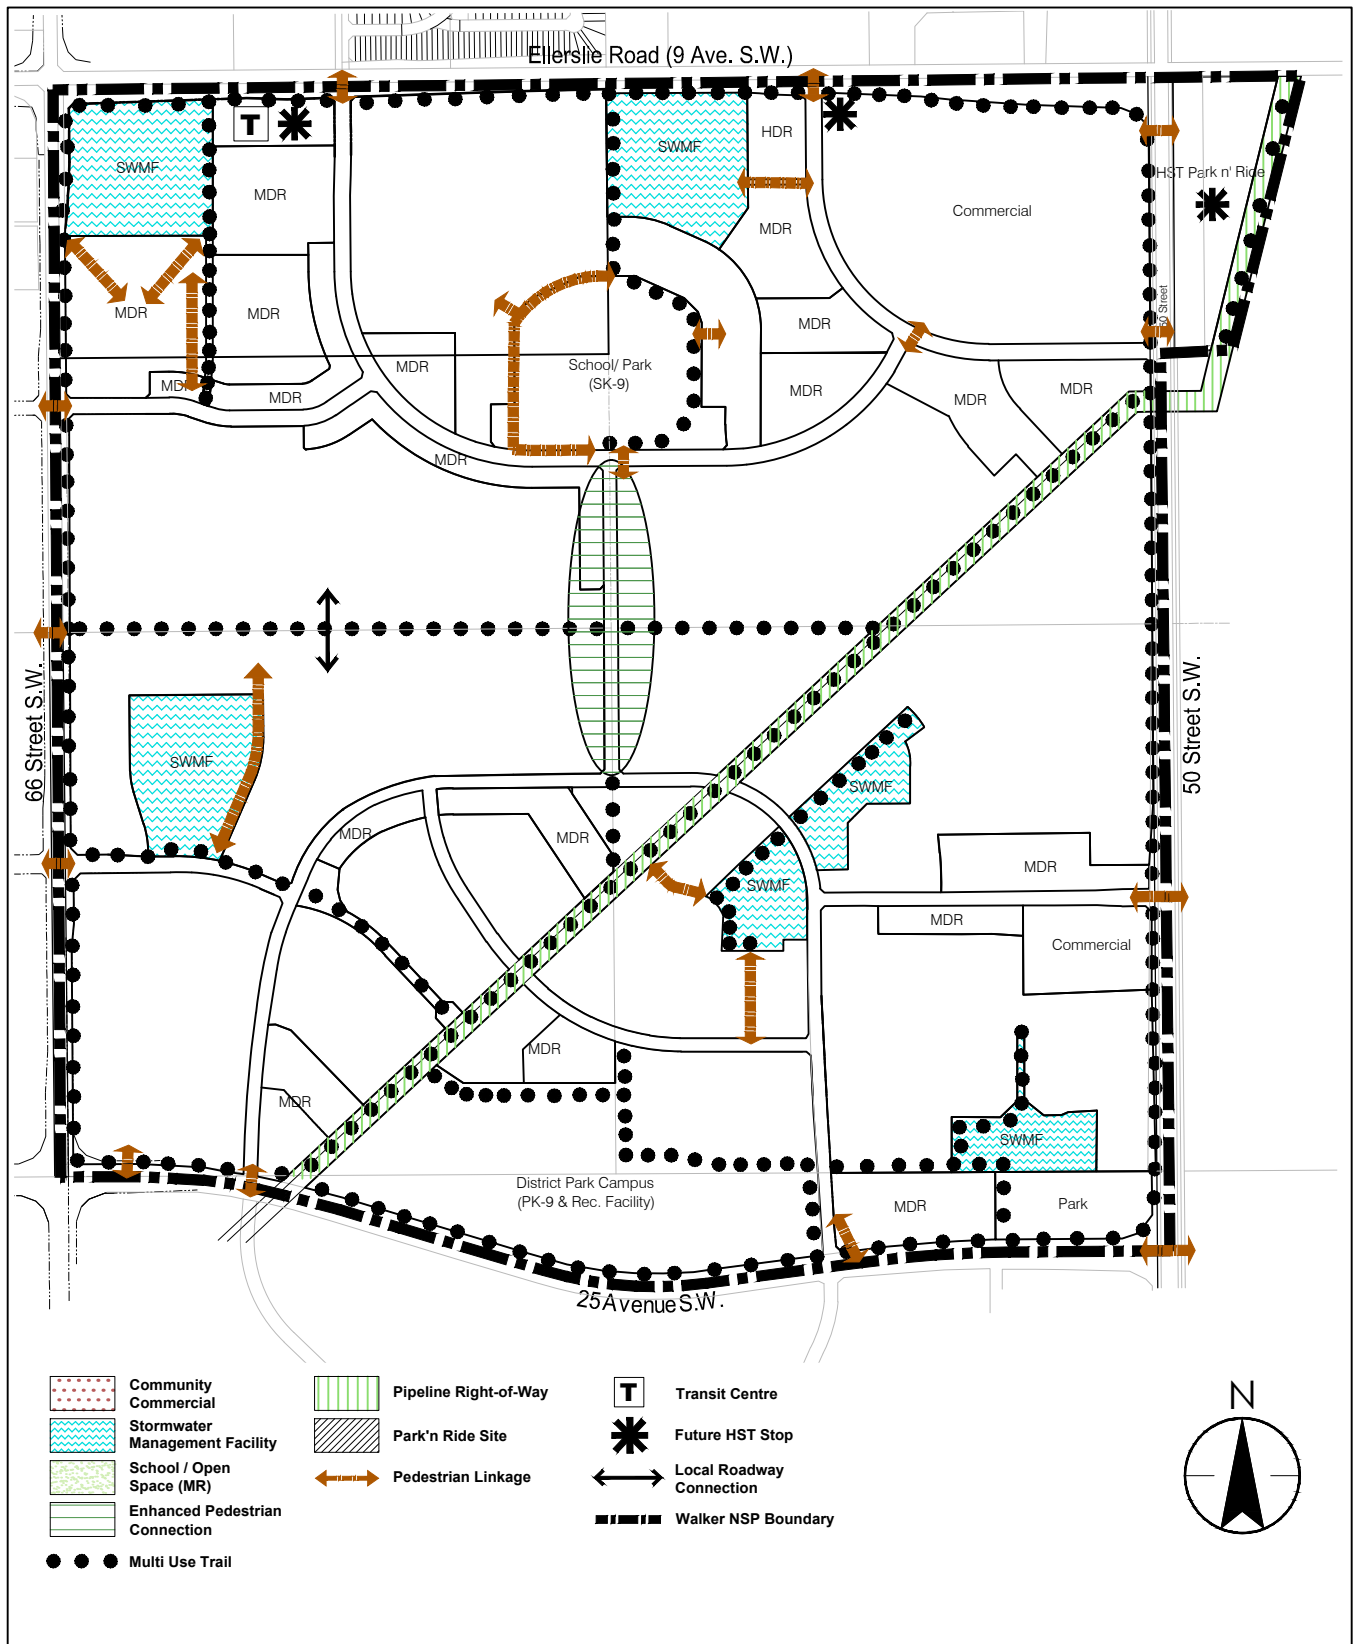 Ellerslie Road (9 Ave. S.W.)
T
HDR
SWMF
SWMF
HST Park n' Ride
MDR
Commercial
MDR
50 Street
MDR
MDR
MDR
School/ Park
(SK-9)
MDR
MDR
MDR
MDR
MDR
MDR
MDR
MDR
66 Street S.W.
50 Street S.W.
SWMF
SWMF
MDR
MDR
MDR
SWMF
MDR
Commercial
MDR
MDR
SWMF
District Park Campus
(PK-9 & Rec. Facility)
MDR
Park
25 Avenue S.W.
Community
Commercial
Stormwater
Management Facility
School / Open
Space (MR)
Enhanced Pedestrian
Connection
Multi Use Trail
Pipeline Right-of-Way
Park'n Ride Site
Pedestrian Linkage
T
Transit Centre
Future HST Stop
Local Roadway
Connection
Walker NSP Boundary
N